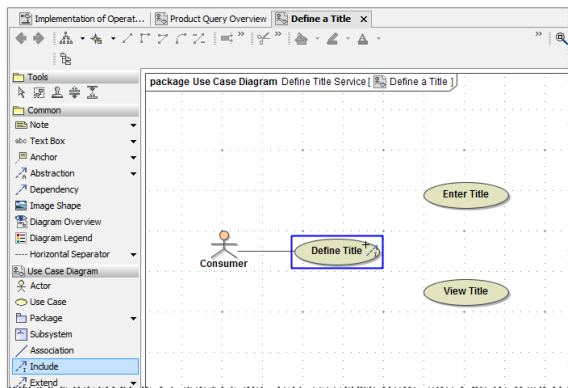 Implementation of Operat...
Product Query Overview
Define a Title
Tools
Common
Note
abc Text Box
Anchor
Abstraction
Dependency
Image Shape
Diagram Overview
Diagram Legend
Horizontal Separator
Use Case Diagram
Actor
Use Case
Package
Subsystem
Association
Include
Extend
package Use Case Diagram Define Title Service[ Define a Title ]
Enter Title
Define Title
Consumer
View Title